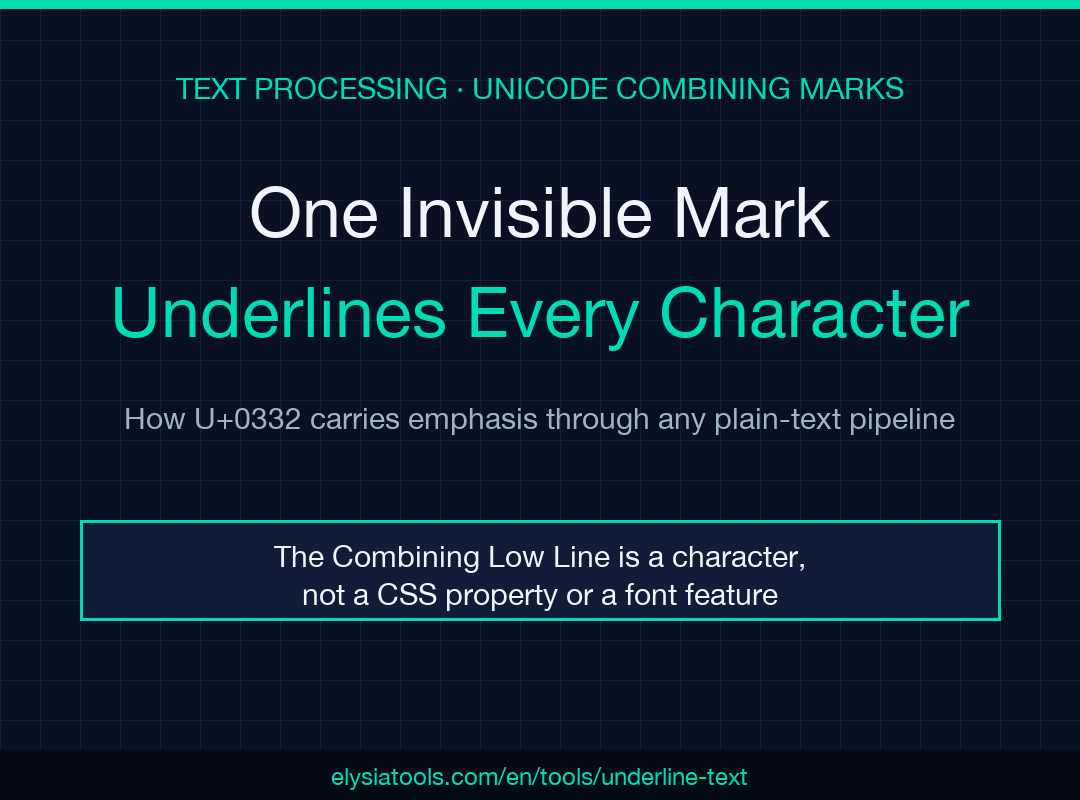 TEXT PROCESSING · UNICODE COMBINING MARKS
One Invisible Mark
Underlines Every Character
How U+0332 carries emphasis through any plain-text pipeline
The Combining Low Line is a character,
not a CSS property or a font feature
elysiatools.com/en/tools/underline-text